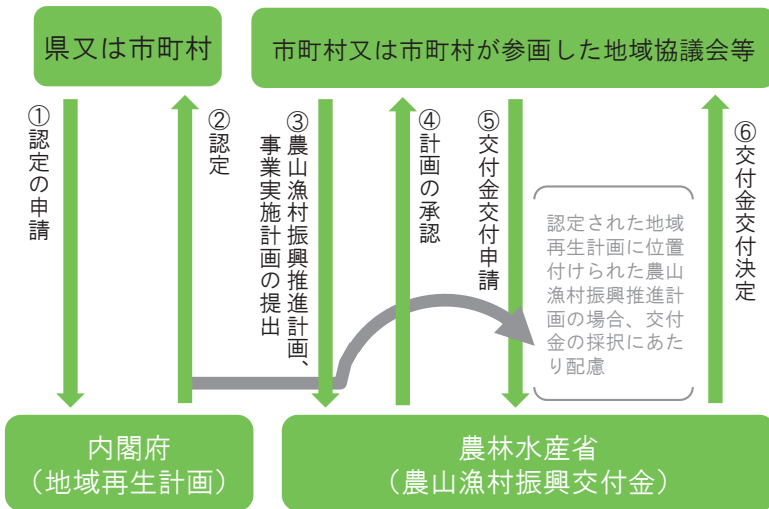 県又は市町村
市町村又は市町村が参画した地域協議会等
①認定の申請
②認定
③農山漁村振興推進計画、
事業実施計画の提出
④計画の承認
⑤交付金交付申請
認定された地域
再生計画に位置
付けられた農山
漁村振興推進計
画の場合、交付
金の採択にあた
り配慮
⑥交付金交付決定
内閣府
（地域再生計画）
農林水産省
（農山漁村振興交付金）